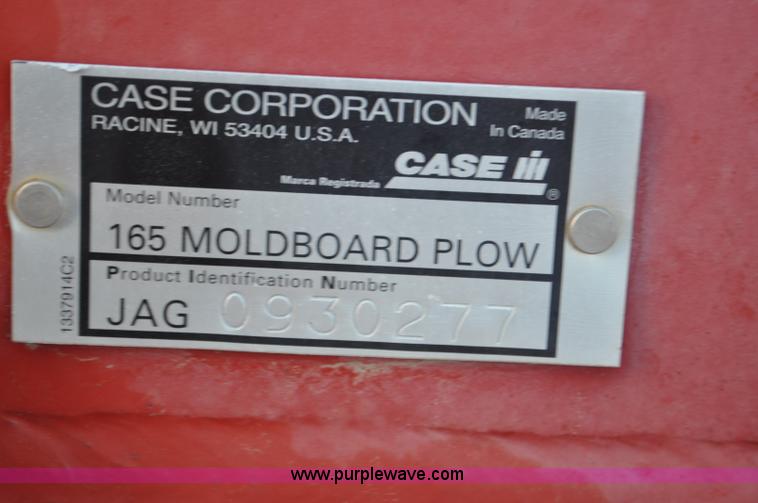 CASE CORPORATION
RACINE, WI 53404 U.S.A.
Made
In Canada
CASE IH
Marca Registrada
®
Model Number
165 MOLDBOARD PLOW
Product Identification Number
JAG 0930277
1337914C2
www.purplewave.com